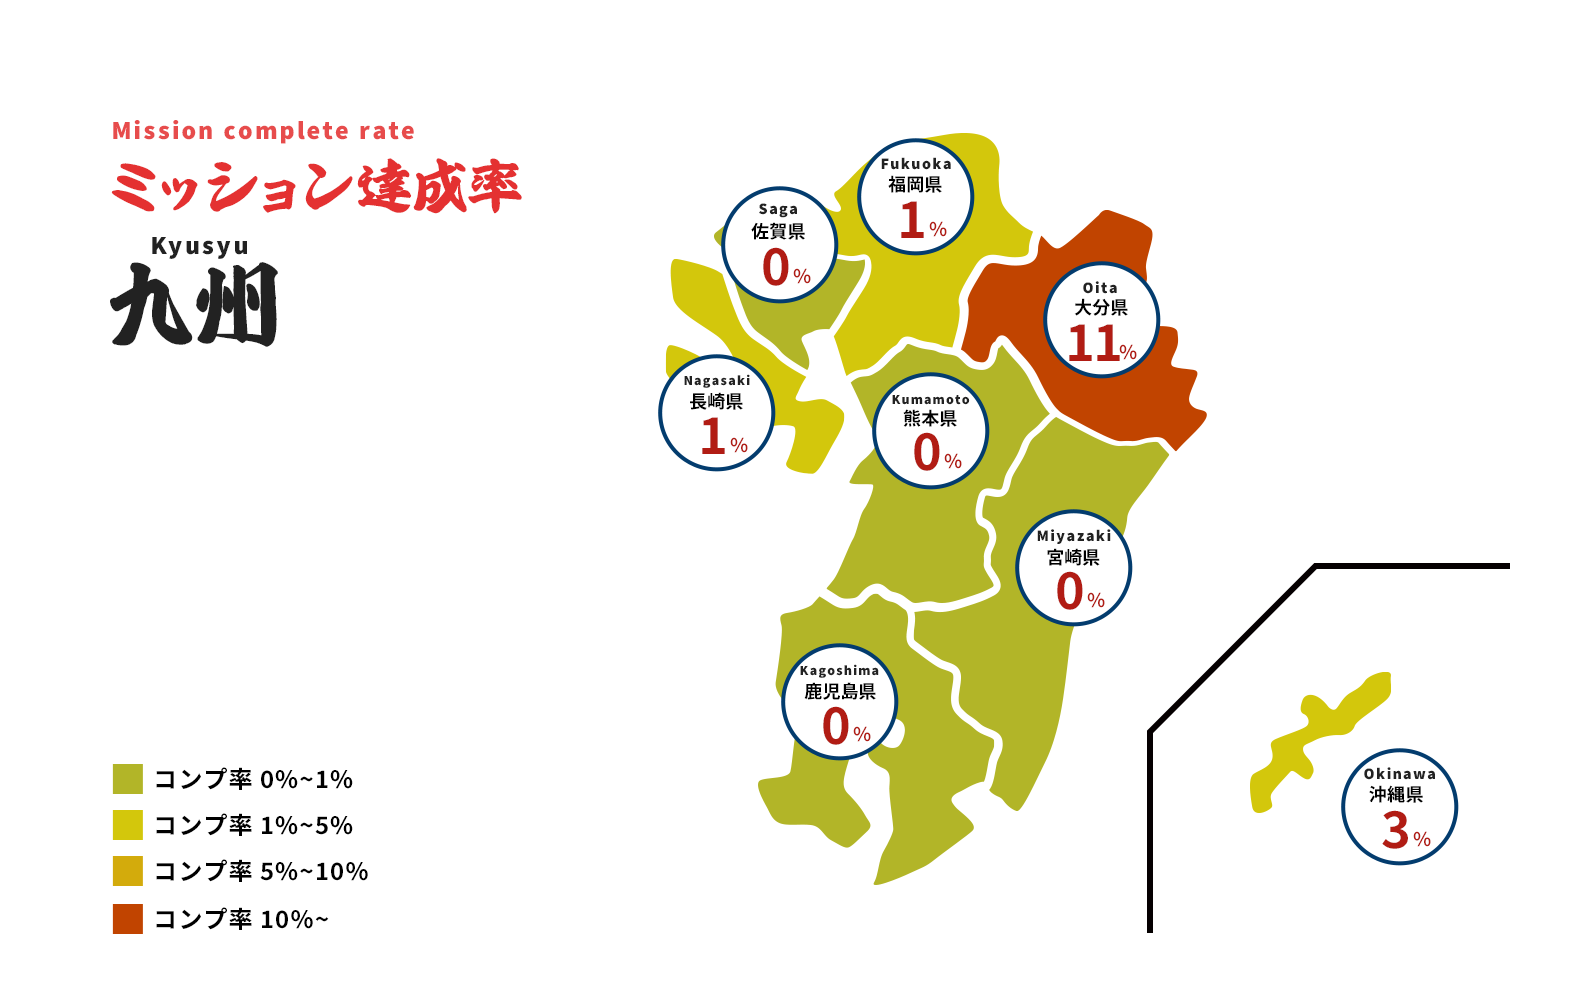 Mission complete rate
ミッション達成率
Kyusyu
九州
Fukuoka
福岡県
1%
Saga
佐賀県
0%
Oita
大分県
11%
Nagasaki
長崎県
1%
Kumamoto
熊本県
0%
Miyazaki
宮崎県
0%
Kagoshima
鹿児島県
0%
Okinawa
沖縄県
3%
コンプ率 0%~1%
コンプ率 1%~5%
コンプ率 5%~10%
コンプ率 10%~